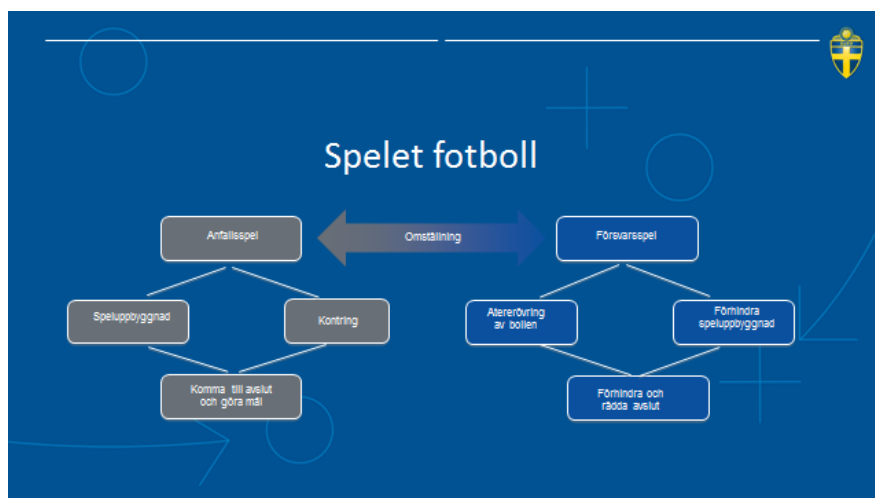 Spelet fotboll
Anfallsspel
Omställning
Försvarsspel
Speluppbyggnad
Kontring
Återerövring
av bollen
Förhindra
speluppbyggnad
Komma till avslut
och göra mål
Förhindra och
rädda avslut